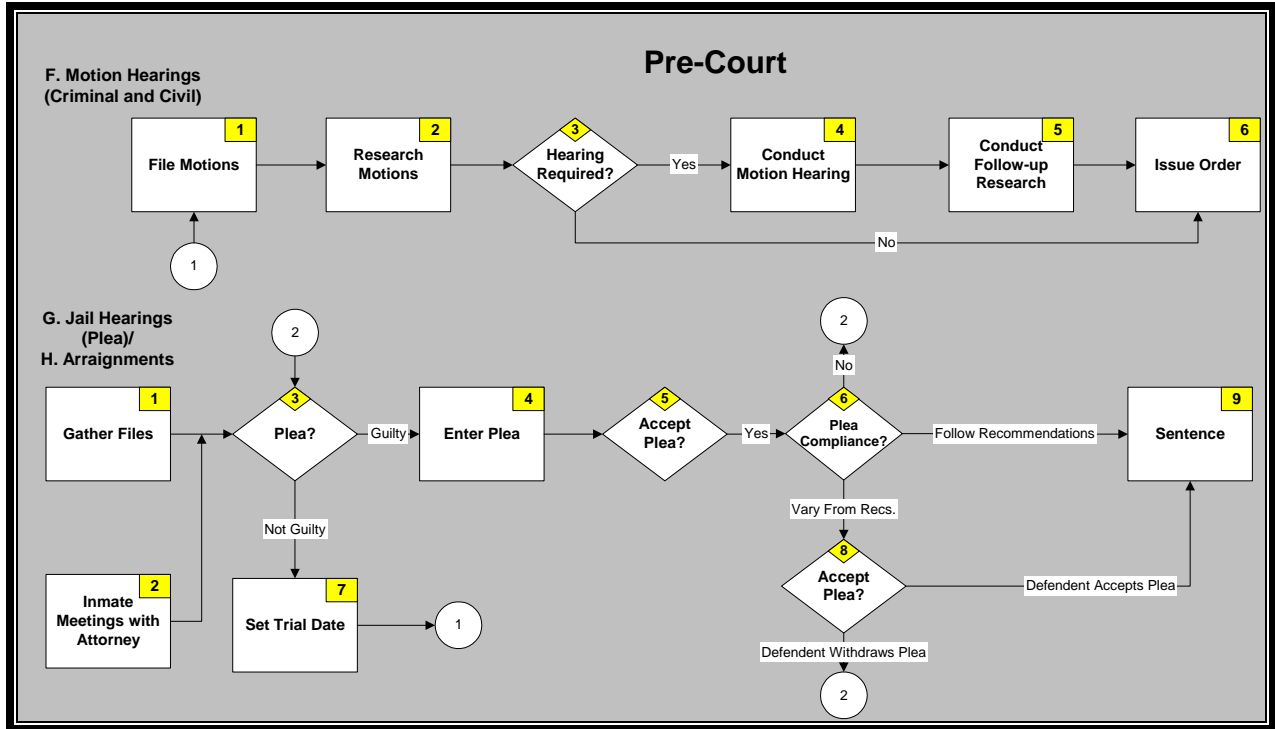 Pre-Court
F. Motion Hearings
(Criminal and Civil)
1
File Motions
2
Research
Motions
3
Hearing
Required?
Yes
4
Conduct
Motion Hearing
5
Conduct
Follow-up
Research
6
Issue Order
No
1
G. Jail Hearings
(Plea)/
H. Arraignments
2
2
No
1
Gather Files
3
Plea?
Guilty
4
Enter Plea
5
Accept
Plea?
Yes
6
Plea
Compliance?
Follow Recommendations
9
Sentence
Not Guilty
Vary From Recs.
2
Inmate
Meetings with
Attorney
7
Set Trial Date
1
8
Accept
Plea?
Defendent Accepts Plea
Defendent Withdraws Plea
2